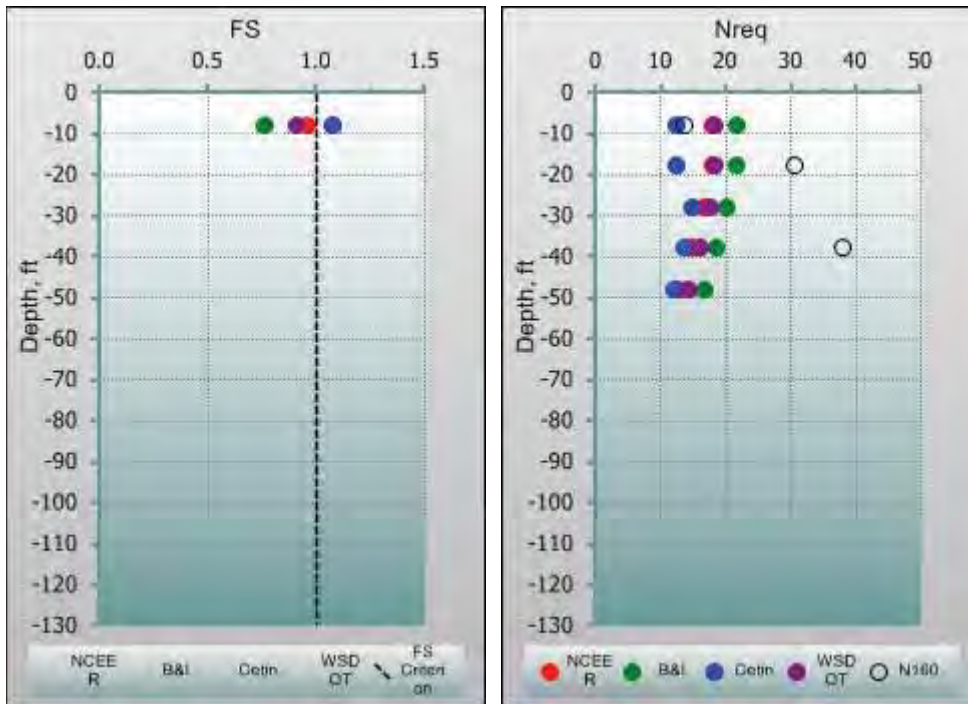 FS
0.0 0.5 1.0 1.5
0
-10
-20
-30
-40
-50
-60
-70
-80
-90
-100
-110
-120
-130
Depth, ft
NCEE
R
B&I
Cetin
WSD
OT
FS
Criteri
on
Nreq
0 10 20 30 40 50
0
-10
-20
-30
-40
-50
-60
-70
-80
-90
-100
-110
-120
-130
Depth, ft
NCEE
R
B&I
Cetin
WSD
OT
N160